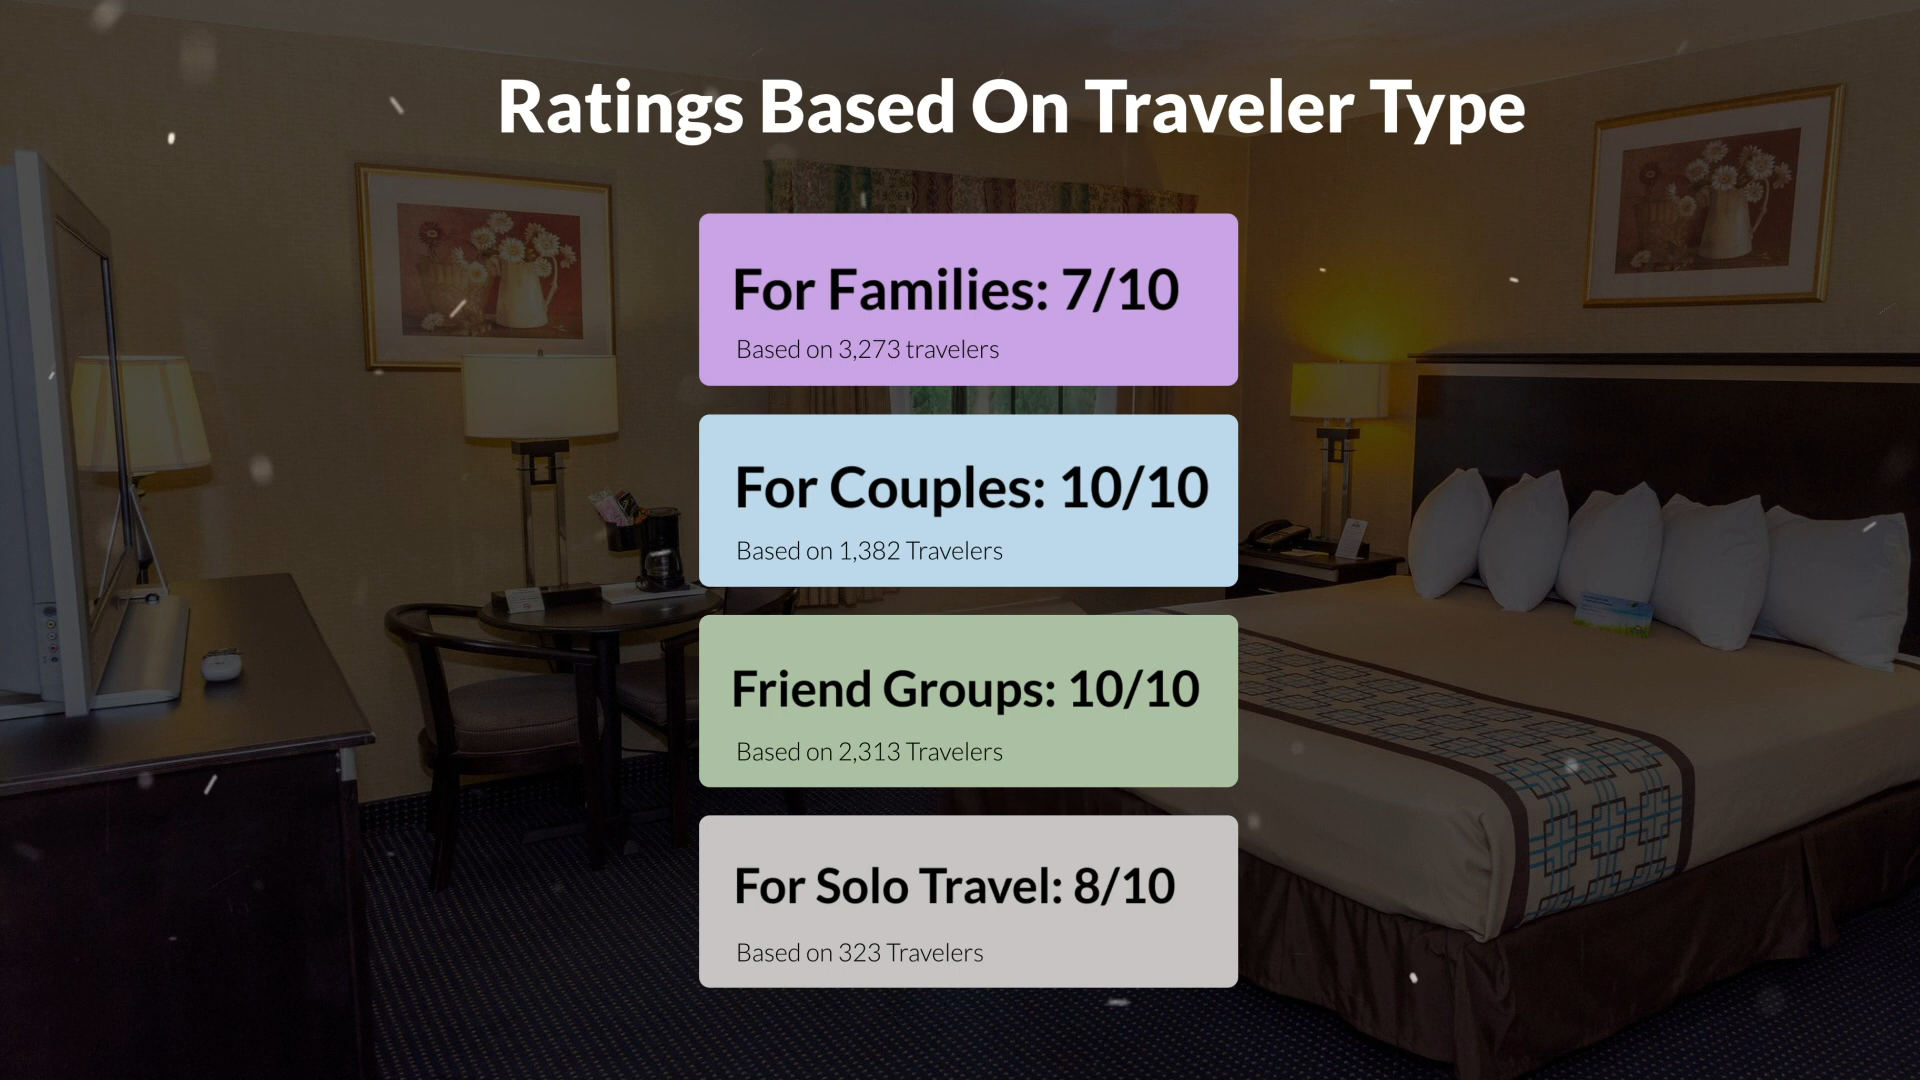 Ratings Based On Traveler Type
For Families: 7/10
Based on 3,273 travelers
For Couples: 10/10
Based on 1,382 Travelers
Friend Groups: 10/10
Based on 2,313 Travelers
For Solo Travel: 8/10
Based on 323 Travelers